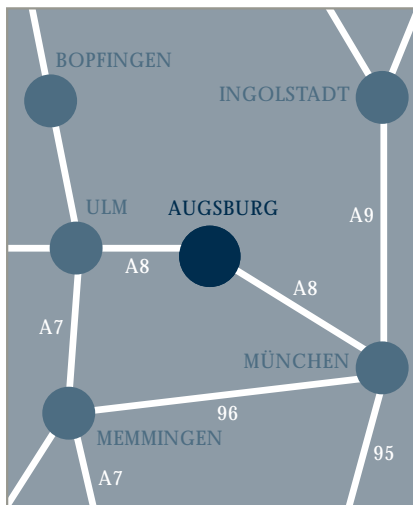 BOPFINGEN
INGOLSTADT
ULM
AUGSBURG
A9
A8
A8
A7
MÜNCHEN
96
MEMMINGEN
95
A7